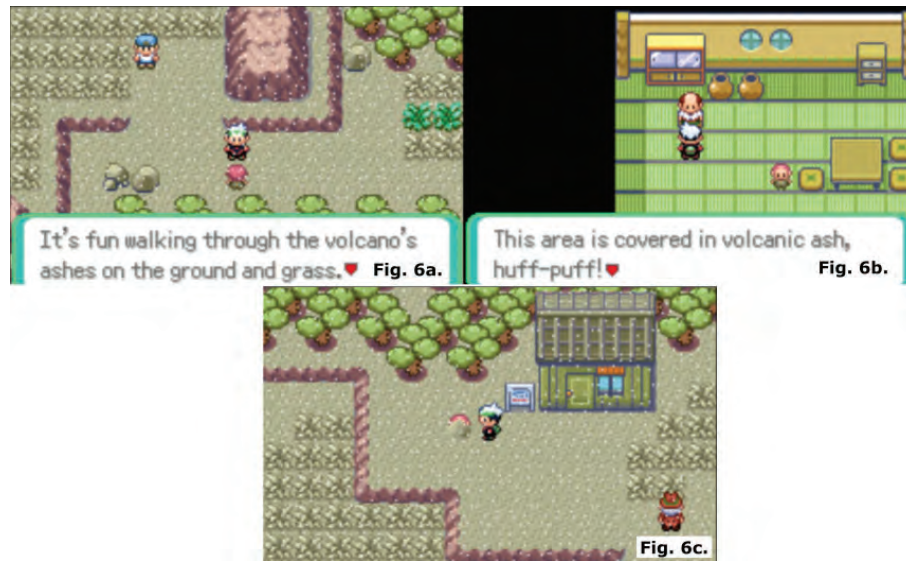 It's fun walking through the volcano's
ashes on the ground and grass.
Fig. 6a.
This area is covered in volcanic ash,
huff-puff!
Fig. 6b.
Fig. 6c.